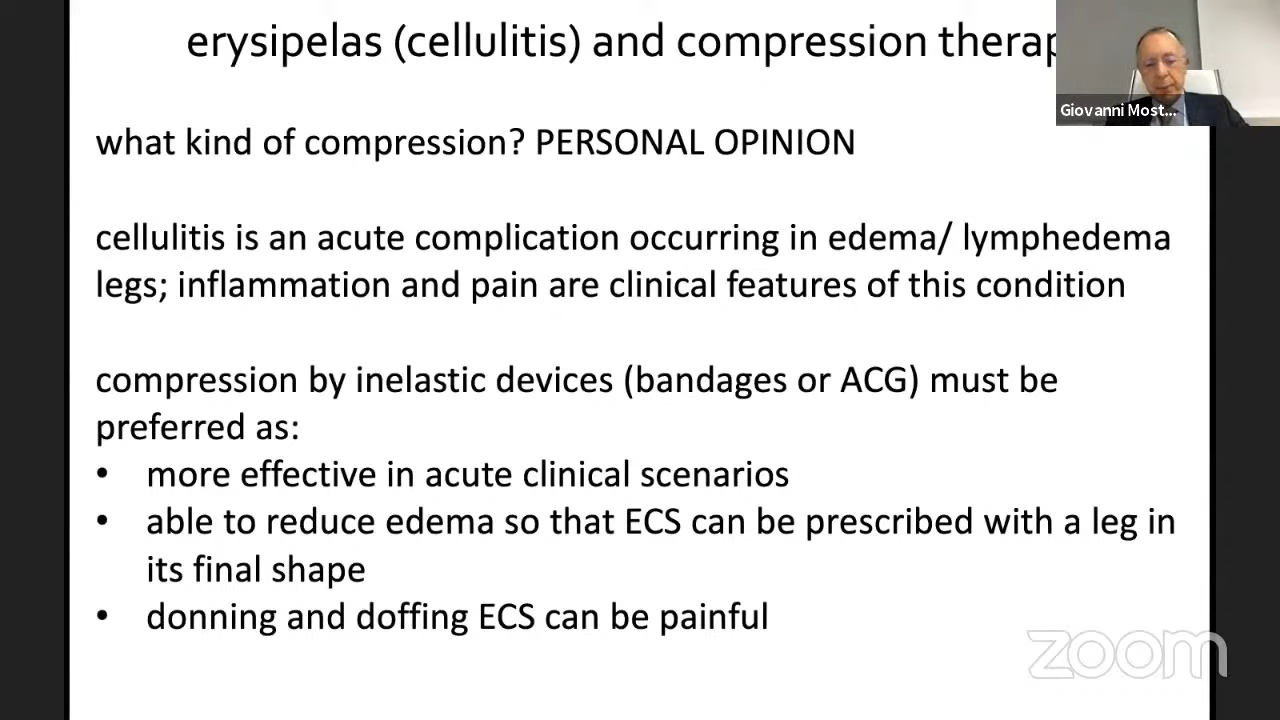 erysipelas (cellulitis) and compression therap
Giovanni Most...
what kind of compression? PERSONAL OPINION
cellulitis is an acute complication occurring in edema/ lymphedema
legs; inflammation and pain are clinical features of this condition
compression by inelastic devices (bandages or ACG) must be
preferred as:
• more effective in acute clinical scenarios
• able to reduce edema so that ECS can be prescribed with a leg in
its final shape
• donning and doffing ECS can be painful
zoom